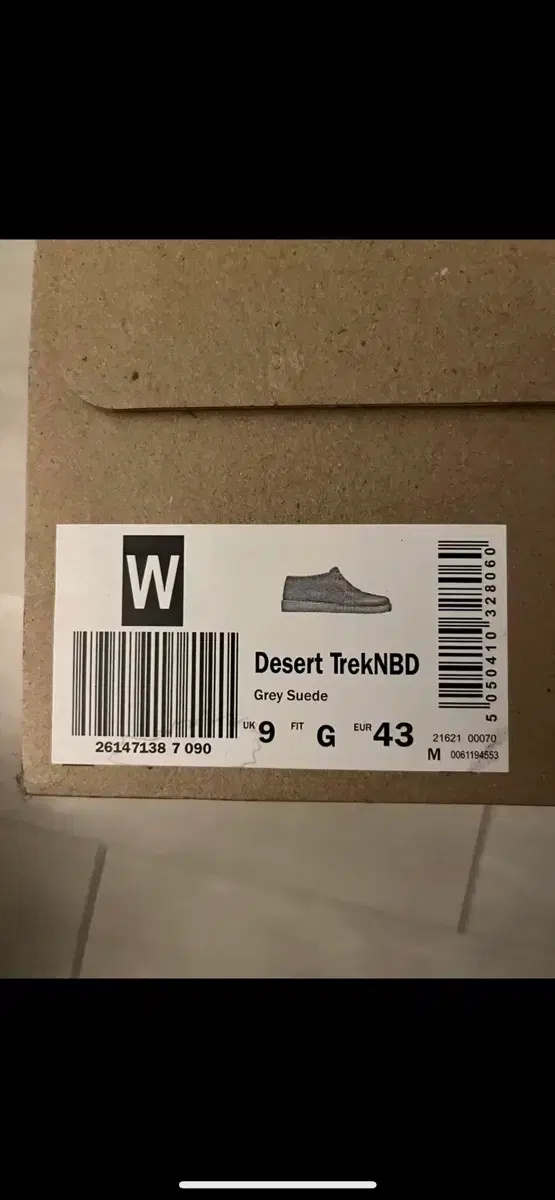 W
26147138 7 090
Desert TrekNBD
Grey Suede
UK 9 FIT G EUR 43
5 050410 328060
21621 00070
M 0061194553